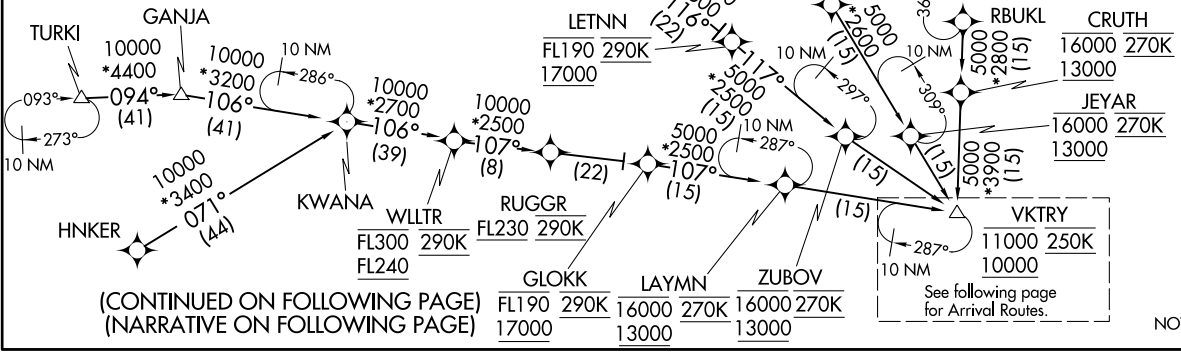 TURKI
093°
273°
10 NM
10000
*4400
094°
(41)
GANJA
10000
*3200
106°
(41)
10 NM
286°
KWANA
10000
*3400
071°
(44)
HNKER
10000
*2700
106°
(39)
WLLTR
FL300 290K
FL240
10000
*2500
107°
(8)
RUGGR
FL230 290K
(22)
GLOKK
FL190 290K
17000
5000
*2500
107°
(15)
10 NM
287°
LAYMN
16000 270K
13000
(15)
LETNN
FL190 290K
17000
116°
(22)
117°
5000
*2500
(15)
10 NM
297°
ZUBOV
16000 270K
13000
(15)
5000
*2600
(15)
10 NM
309°
JEYAR
16000 270K
13000
(15)
RBUKL
5000
*2800
(15)
CRUTH
16000 270K
13000
5000
*3900
(15)
VKTRY
11000 250K
10000
287°
10 NM
See following page
for Arrival Routes.
(CONTINUED ON FOLLOWING PAGE)
(NARRATIVE ON FOLLOWING PAGE)